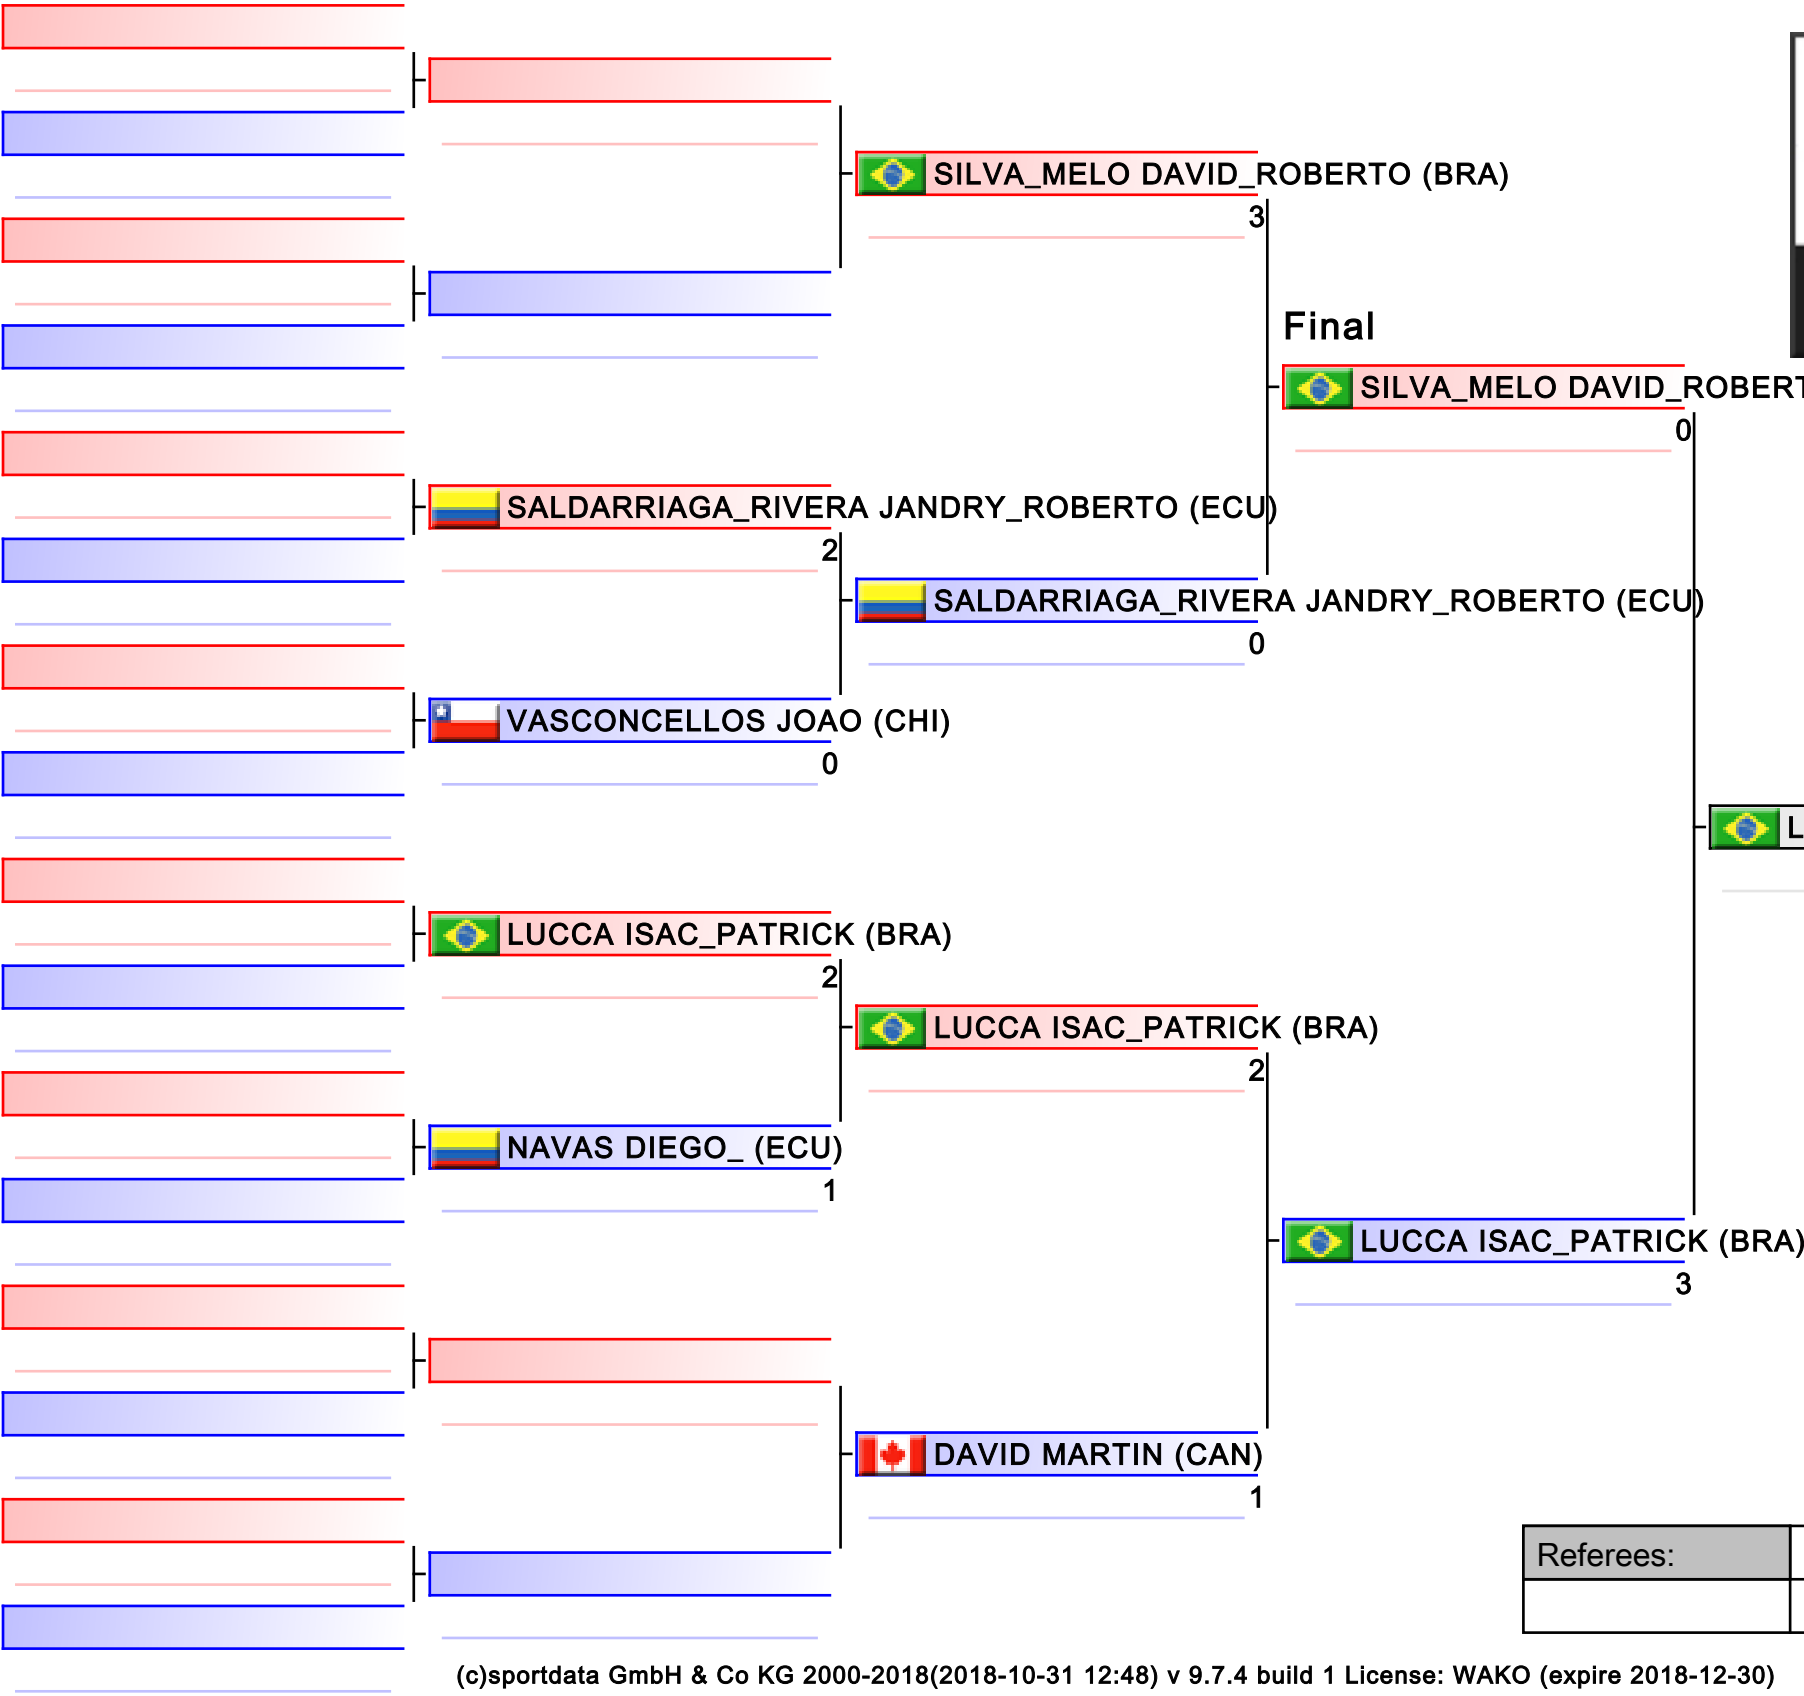 SILVA_MELO DAVID_ROBERTO (BRA)
3
Final
SILVA_MELO DAVID_ROBERT
0
SALDARRIAGA_RIVERA JANDRY_ROBERTO (ECU)
2
SALDARRIAGA_RIVERA JANDRY_ROBERTO (ECU)
0
VASCONCELLOS JOAO (CHI)
0
L
LUCCA ISAC_PATRICK (BRA)
2
LUCCA ISAC_PATRICK (BRA)
2
NAVAS DIEGO_ (ECU)
1
LUCCA ISAC_PATRICK (BRA)
3
DAVID MARTIN (CAN)
1
Referees:
(c)sportdata GmbH & Co KG 2000-2018(2018-10-31 12:48) v 9.7.4 build 1 License: WAKO (expire 2018-12-30)